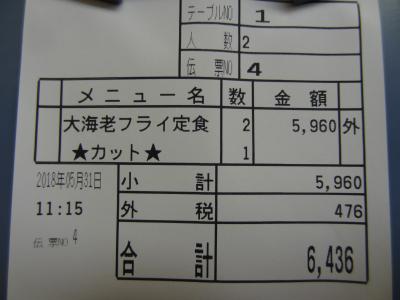 テーブルNO 1
人数 2
伝票NO 4
メニュー名 数 金額
大海老フライ定食 2 5,960 外
★カット★ 1
2018年05月31日 小計 5,960
11:15 外税 476
伝票NO 4 合計 6,436